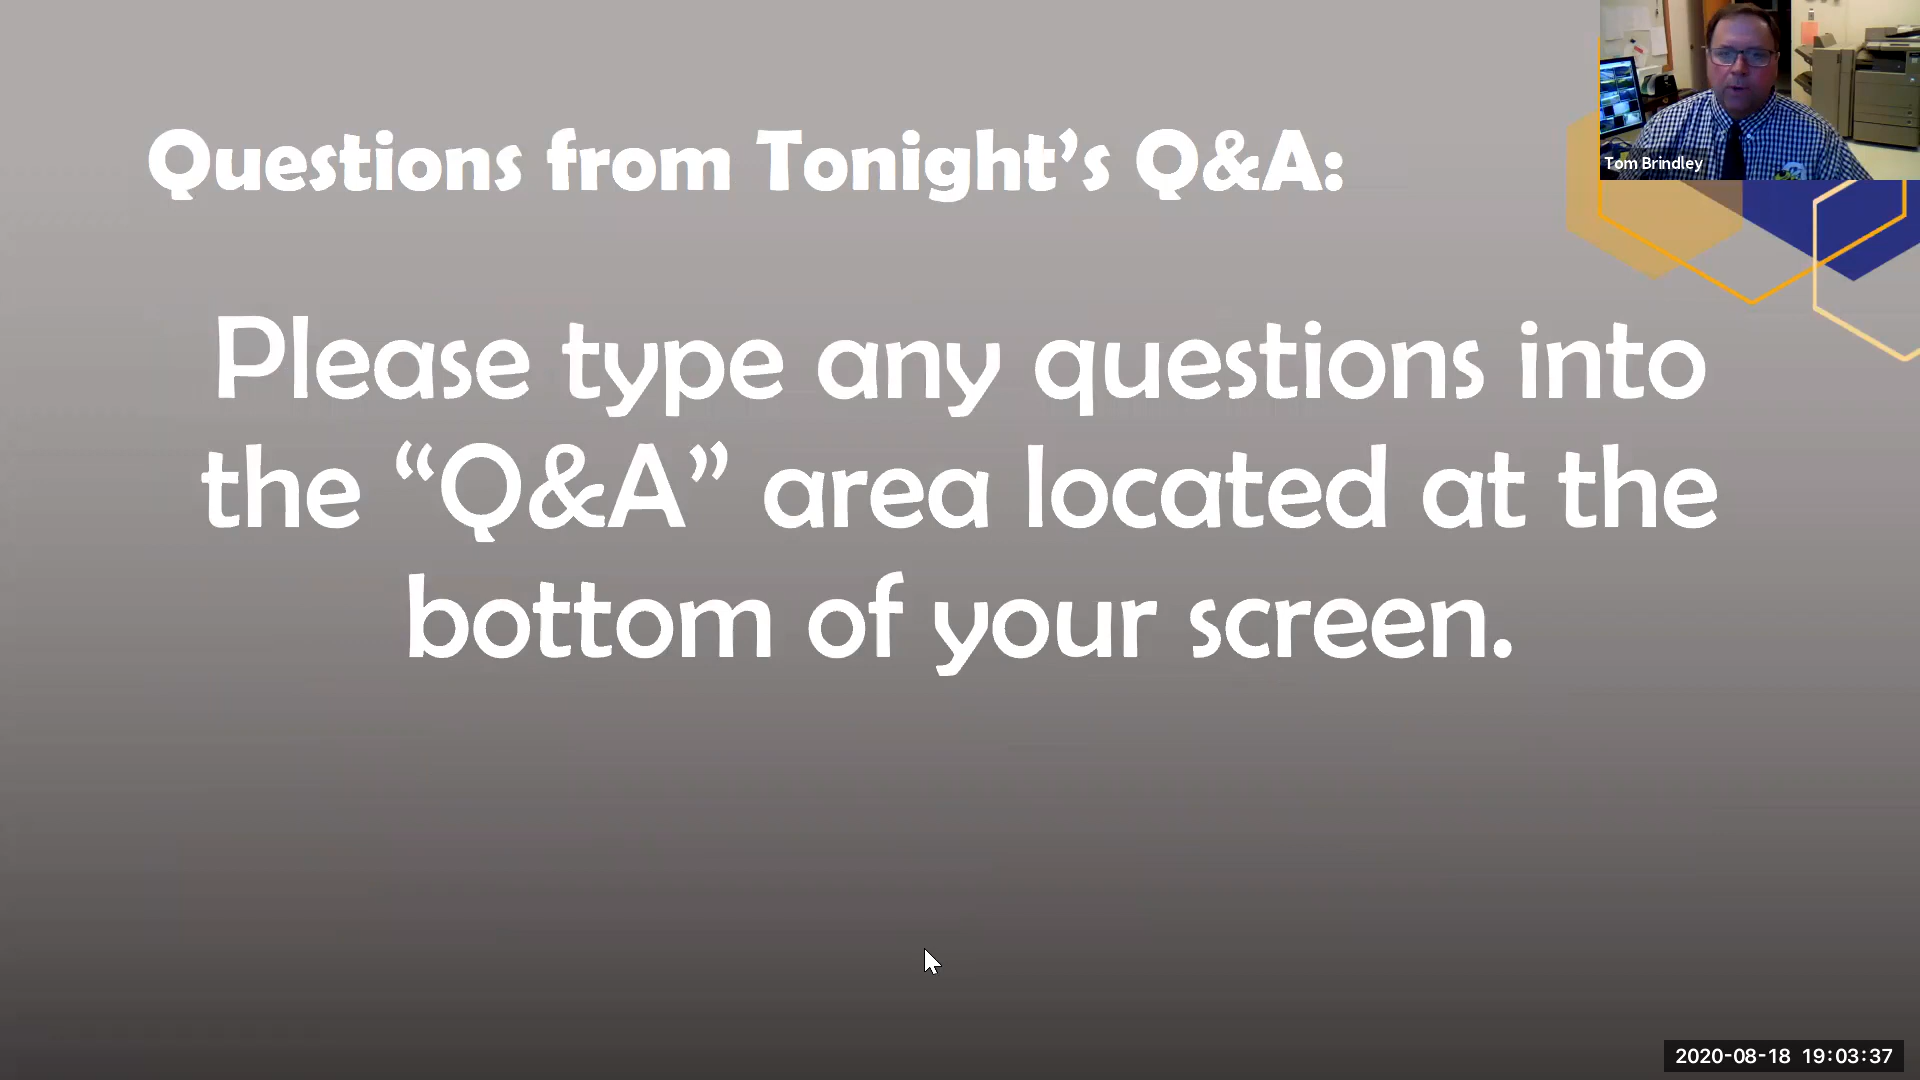 Tom Brindley
Questions from Tonight’s Q&A:
Please type any questions into
the “Q&A” area located at the
bottom of your screen.
2020-08-18 19:03:37